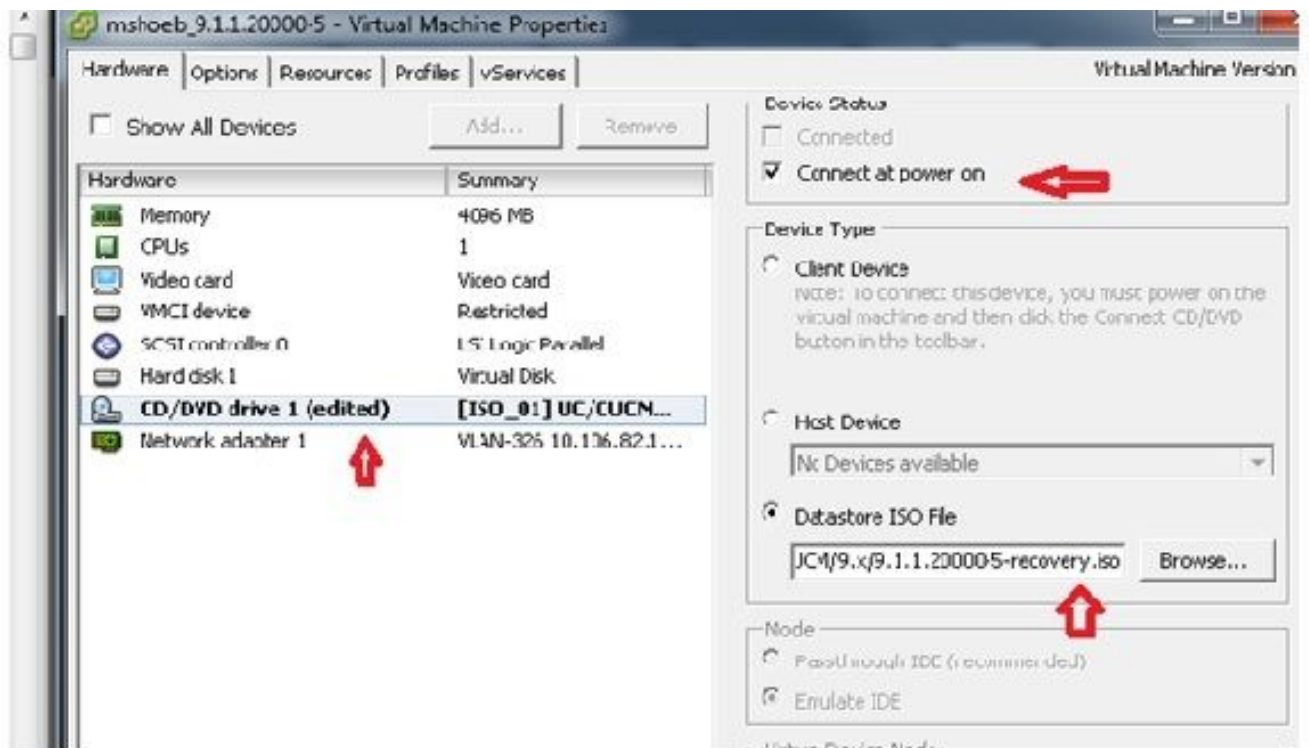 mshoeb_9.1.1.20000-5 - Virtual Machine Properties
Hardware Options Resources Profiles vServices
Virtual Machine Version
Show All Devices
Add...
Remove
Hardware Summary
Memory 4096 MB
CPUs 1
Video card Video card
VMCI device Restricted
SCSI controller 0 LSI Logic Parallel
Hard disk 1 Virtual Disk
CD/DVD drive 1 (edited) [ISO_01] UC/CUCN...
Network adapter 1 VLAN-326 10.106.82.1...
Device Status
Connected
Connect at power on
Device Type
Client Device
Note: To connect this device, you must power on the
virtual machine and then click the Connect CD/DVD
button in the toolbar.
Host Device
No Devices available
Datastore ISO File
JCM/9.x/9.1.1.20000-5-recovery.iso
Browse...
Node
Passthrough IDE (recommended)
Emulate IDE
Virtual Device Node